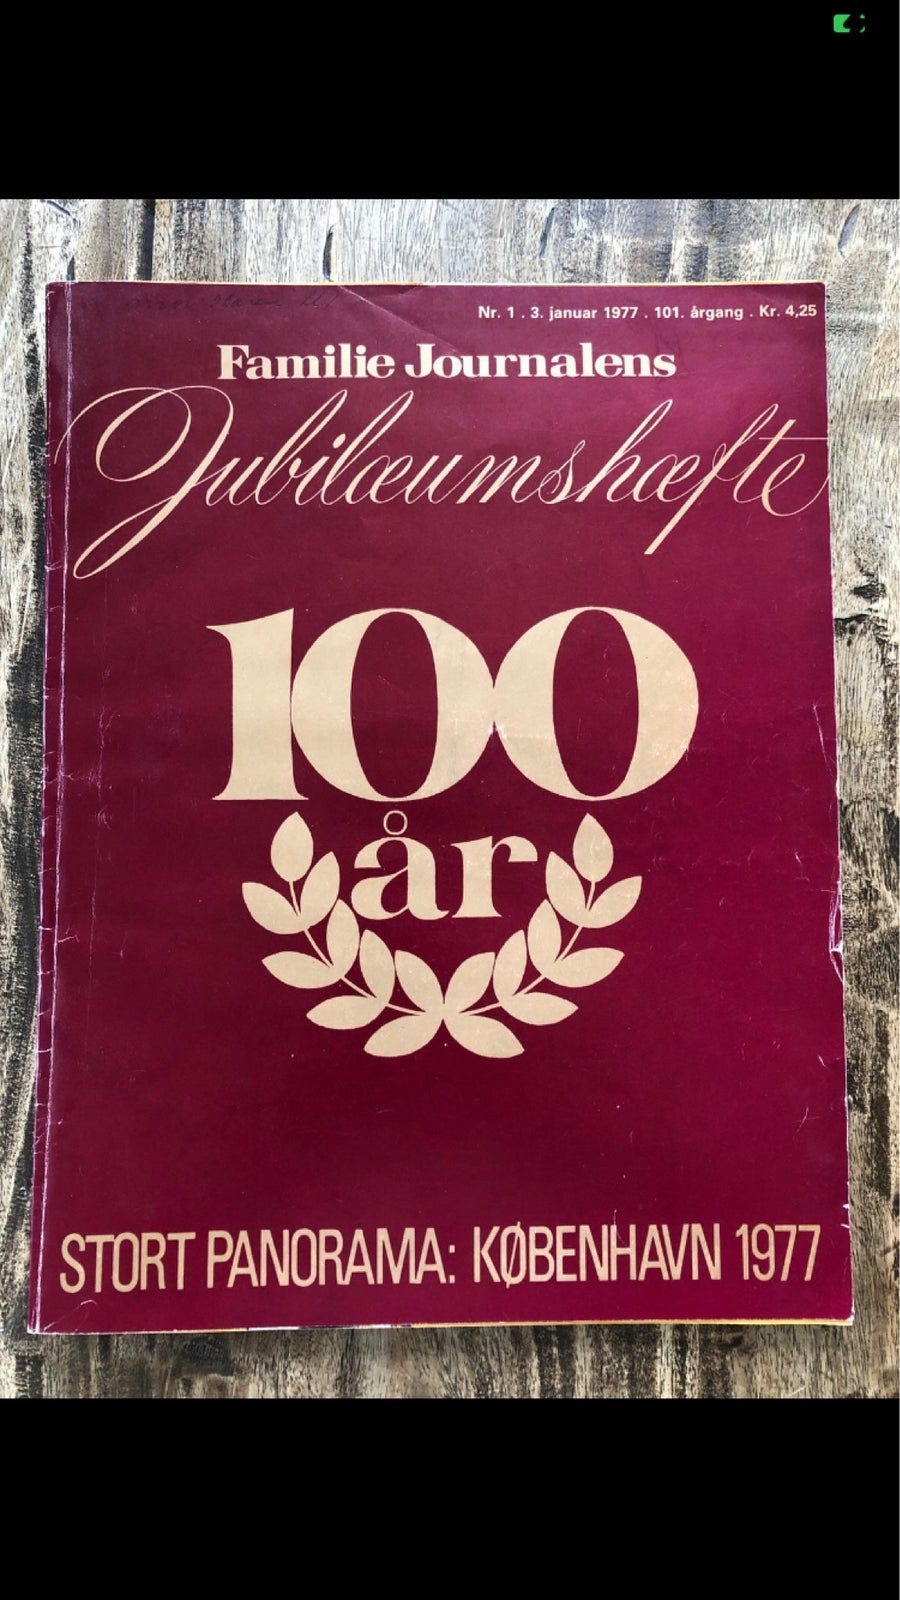 Nr. 1 . 3. januar 1977 . 101. årgang . Kr. 4,25
Familie Journalens
Jubilæumshæfte
100
år
STORT PANORAMA: KØBENHAVN 1977